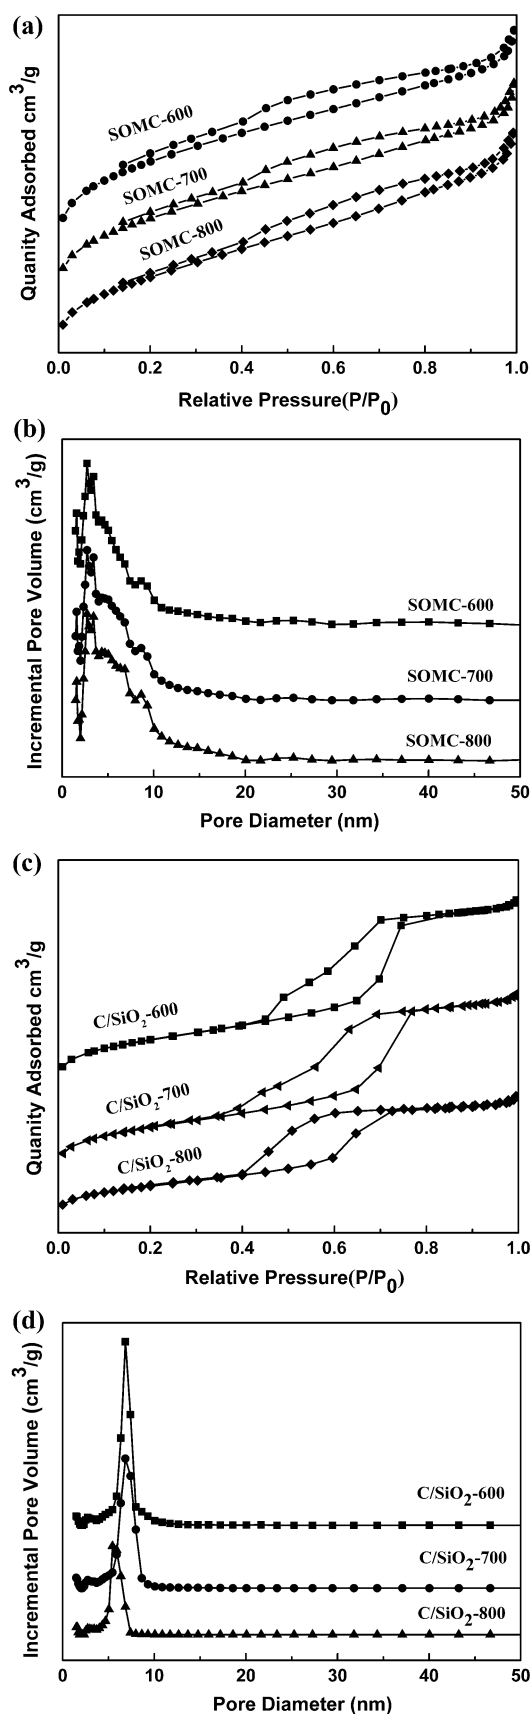 (a)
Quanity Adsorbed cm³/g
SOMC-600
SOMC-700
SOMC-800
0.0 0.2 0.4 0.6 0.8 1.0
Relative Pressure(P/P₀)
(b)
Incremental Pore Volume (cm³/g)
SOMC-600
SOMC-700
SOMC-800
0 10 20 30 40 50
Pore Diameter (nm)
(c)
Quanity Adsorbed cm³/g
C/SiO₂-600
C/SiO₂-700
C/SiO₂-800
0.0 0.2 0.4 0.6 0.8 1.0
Relative Pressure(P/P₀)
(d)
Incremental Pore Volume (cm³/g)
C/SiO₂-600
C/SiO₂-700
C/SiO₂-800
0 10 20 30 40 50
Pore Diameter (nm)